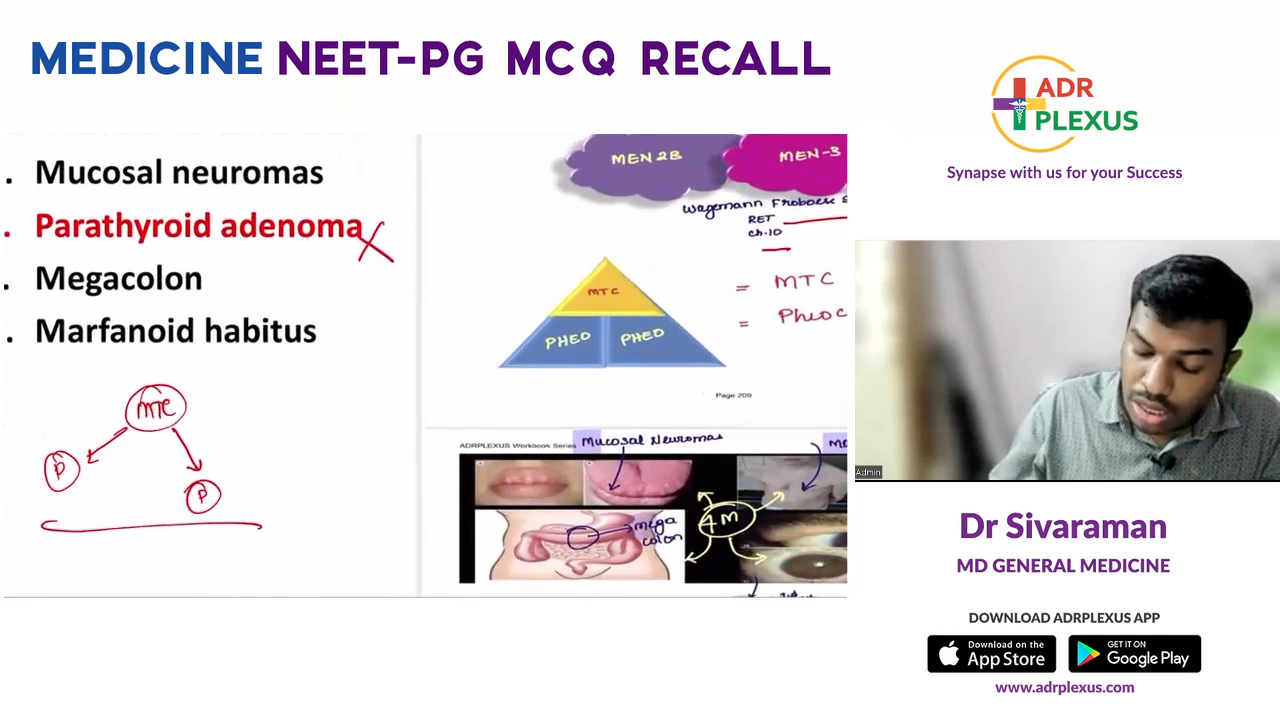 MEDICINE NEET-PG MCQ RECALL
ADR
PLEXUS
Synapse with us for your Success
. Mucosal neuromas
. Parathyroid adenoma
. Megacolon
. Marfanoid habitus
MTC
P
P
MEN 2B
MEN-3
Wagemann Froboese
RET
ch-10
= MTC
= Pheoc
MTC
PHEO PHEO
Page 209
ADRPLEXUS Workbook Series
Mucosal Neuromas
4M
mega
colon
Admin
Dr Sivaraman
MD GENERAL MEDICINE
DOWNLOAD ADRPLEXUS APP
Download on the
App Store
GET IT ON
Google Play
www.adrplexus.com